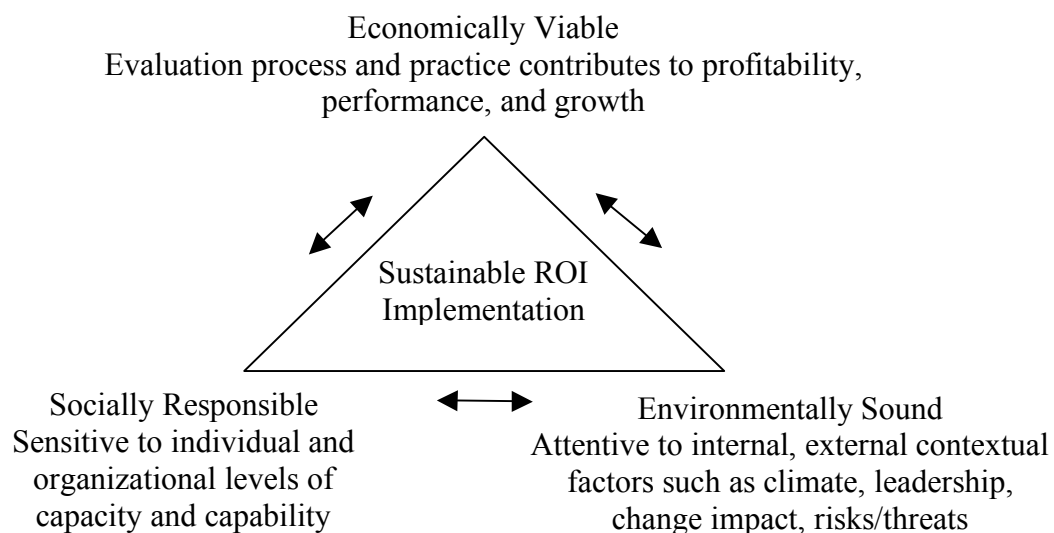 Economically Viable
Evaluation process and practice contributes to profitability,
performance, and growth
Sustainable ROI
Implementation
Socially Responsible
Sensitive to individual and
organizational levels of
capacity and capability
Environmentally Sound
Attentive to internal, external contextual
factors such as climate, leadership,
change impact, risks/threats